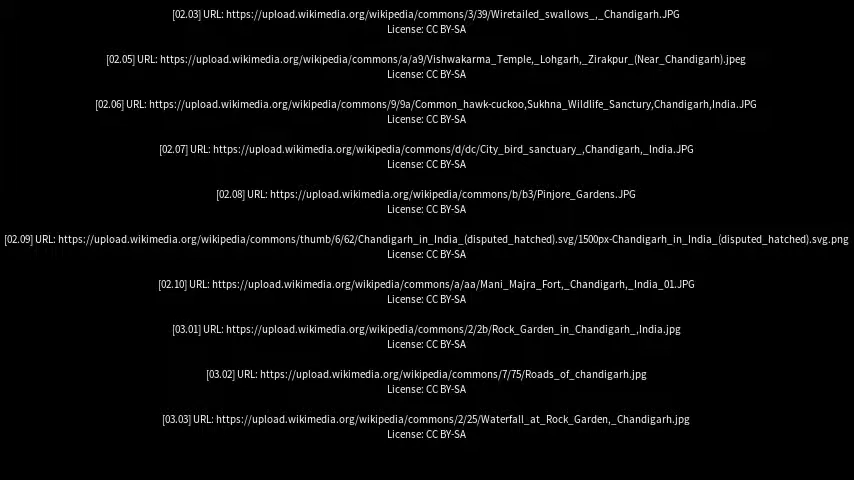 [02.03] URL: https://upload.wikimedia.org/wikipedia/commons/3/39/Wiretailed_swallows_,_Chandigarh.JPG
License: CC BY-SA
[02.05] URL: https://upload.wikimedia.org/wikipedia/commons/a/a9/Vishwakarma_Temple,_Lohgarh,_Zirakpur_(Near_Chandigarh).jpeg
License: CC BY-SA
[02.06] URL: https://upload.wikimedia.org/wikipedia/commons/9/9a/Common_hawk-cuckoo,Sukhna_Wildlife_Sanctury,Chandigarh,India.JPG
License: CC BY-SA
[02.07] URL: https://upload.wikimedia.org/wikipedia/commons/d/dc/City_bird_sanctuary_,Chandigarh,_India.JPG
License: CC BY-SA
[02.08] URL: https://upload.wikimedia.org/wikipedia/commons/b/b3/Pinjore_Gardens.JPG
License: CC BY-SA
[02.09] URL: https://upload.wikimedia.org/wikipedia/commons/thumb/6/62/Chandigarh_in_India_(disputed_hatched).svg/1500px-Chandigarh_in_India_(disputed_hatched).svg.png
License: CC BY-SA
[02.10] URL: https://upload.wikimedia.org/wikipedia/commons/a/aa/Mani_Majra_Fort,_Chandigarh,_India_01.JPG
License: CC BY-SA
[03.01] URL: https://upload.wikimedia.org/wikipedia/commons/2/2b/Rock_Garden_in_Chandigarh_,India.jpg
License: CC BY-SA
[03.02] URL: https://upload.wikimedia.org/wikipedia/commons/7/75/Roads_of_chandigarh.jpg
License: CC BY-SA
[03.03] URL: https://upload.wikimedia.org/wikipedia/commons/2/25/Waterfall_at_Rock_Garden,_Chandigarh.jpg
License: CC BY-SA